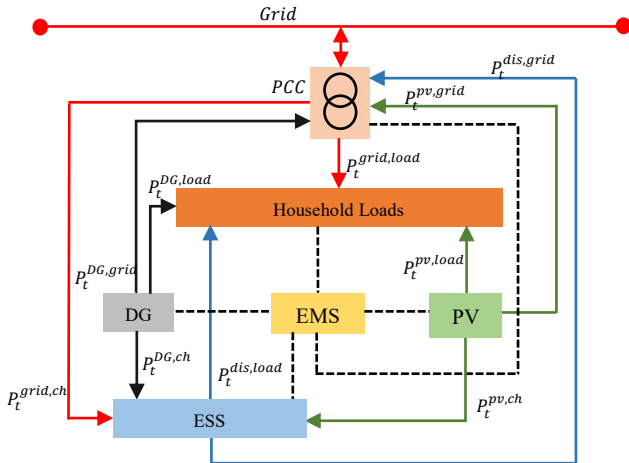 Grid
P_t^{dis,grid}
PCC
P_t^{pv,grid}
P_t^{grid,load}
P_t^{DG,load}
Household Loads
P_t^{pv,load}
P_t^{DG,grid}
DG
EMS
PV
P_t^{DG,ch}
P_t^{dis,load}
P_t^{grid,ch}
P_t^{pv,ch}
ESS